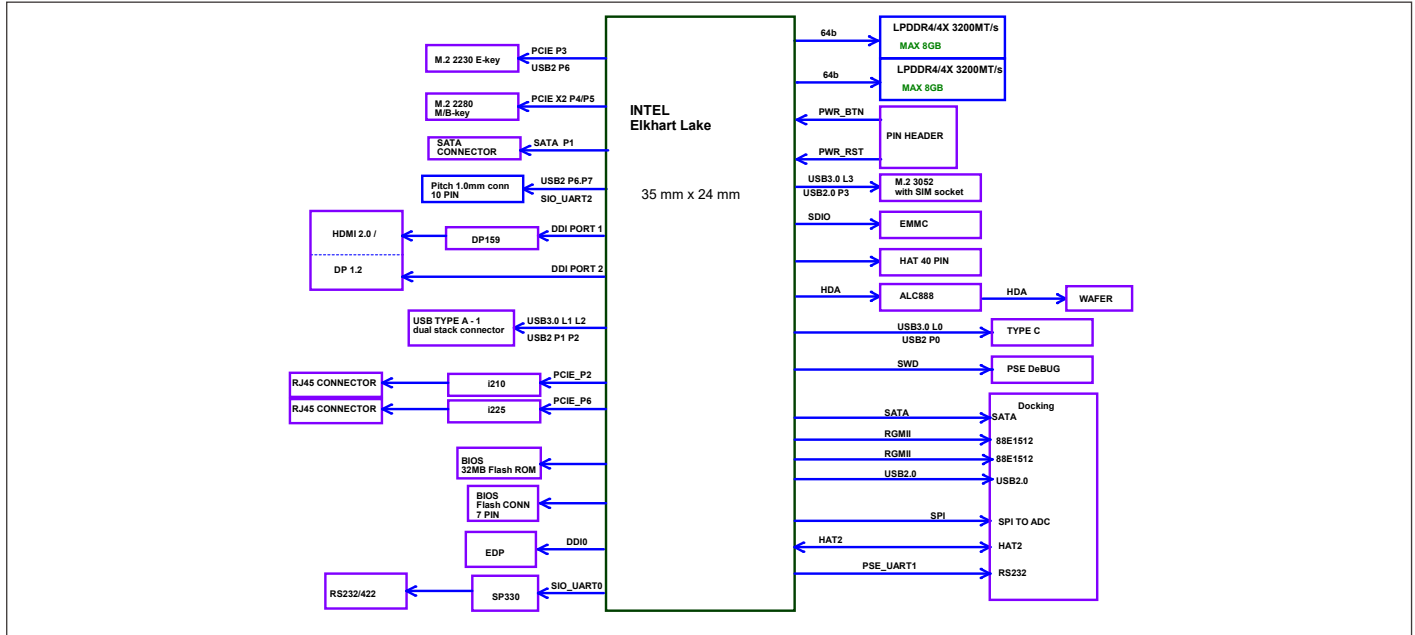 INTEL
Elkhart Lake
35 mm x 24 mm
M.2 2230 E-key
PCIE P3
USB2 P6
M.2 2280
M/B-key
PCIE X2 P4/P5
SATA
CONNECTOR
SATA P1
Pitch 1.0mm conn
10 PIN
USB2 P6.P7
SIO_UART2
HDMI 2.0 /
DP 1.2
DP159
DDI PORT 1
DDI PORT 2
USB TYPE A - 1
dual stack connector
USB3.0 L1 L2
USB2 P1 P2
RJ45 CONNECTOR
i210
PCIE_P2
RJ45 CONNECTOR
i225
PCIE_P6
BIOS
32MB Flash ROM
BIOS
Flash CONN
7 PIN
EDP
DDI0
RS232/422
SP330
SIO_UART0
64b
LPDDR4/4X 3200MT/s
MAX 8GB
64b
LPDDR4/4X 3200MT/s
MAX 8GB
PWR_BTN
PWR_RST
PIN HEADER
USB3.0 L3
USB2.0 P3
M.2 3052
with SIM socket
SDIO
EMMC
HAT 40 PIN
HDA
ALC888
HDA
WAFER
USB3.0 L0
USB2 P0
TYPE C
SWD
PSE DeBUG
Docking
SATA
SATA
RGMII
88E1512
RGMII
88E1512
USB2.0
USB2.0
SPI
SPI TO ADC
HAT2
HAT2
PSE_UART1
RS232